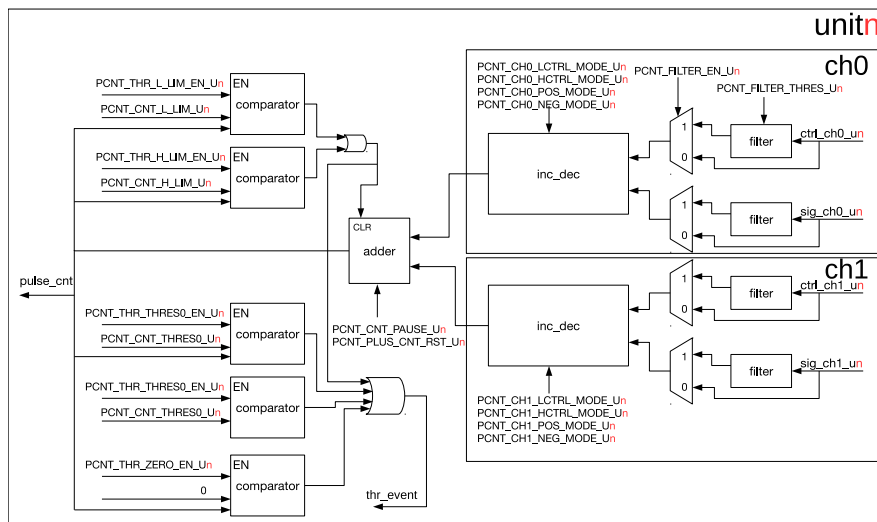 unitn
ch0
PCNT_CH0_LCTRL_MODE_Un
PCNT_CH0_HCTRL_MODE_Un
PCNT_CH0_POS_MODE_Un
PCNT_CH0_NEG_MODE_Un
PCNT_FILTER_EN_Un
PCNT_FILTER_THRES_Un
PCNT_THR_L_LIM_EN_Un
PCNT_CNT_L_LIM_Un
EN
comparator
PCNT_THR_H_LIM_EN_Un
PCNT_CNT_H_LIM_Un
EN
comparator
inc_dec
1
0
filter
ctrl_ch0_un
1
0
filter
sig_ch0_un
CLR
adder
PCNT_CNT_PAUSE_Un
PCNT_PLUS_CNT_RST_Un
pulse_cnt
ch1
inc_dec
1
0
filter
ctrl_ch1_un
1
0
filter
sig_ch1_un
PCNT_CH1_LCTRL_MODE_Un
PCNT_CH1_HCTRL_MODE_Un
PCNT_CH1_POS_MODE_Un
PCNT_CH1_NEG_MODE_Un
PCNT_THR_THRES0_EN_Un
PCNT_CNT_THRES0_Un
EN
comparator
PCNT_THR_THRES0_EN_Un
PCNT_CNT_THRES0_Un
EN
comparator
PCNT_THR_ZERO_EN_Un
0
EN
comparator
thr_event